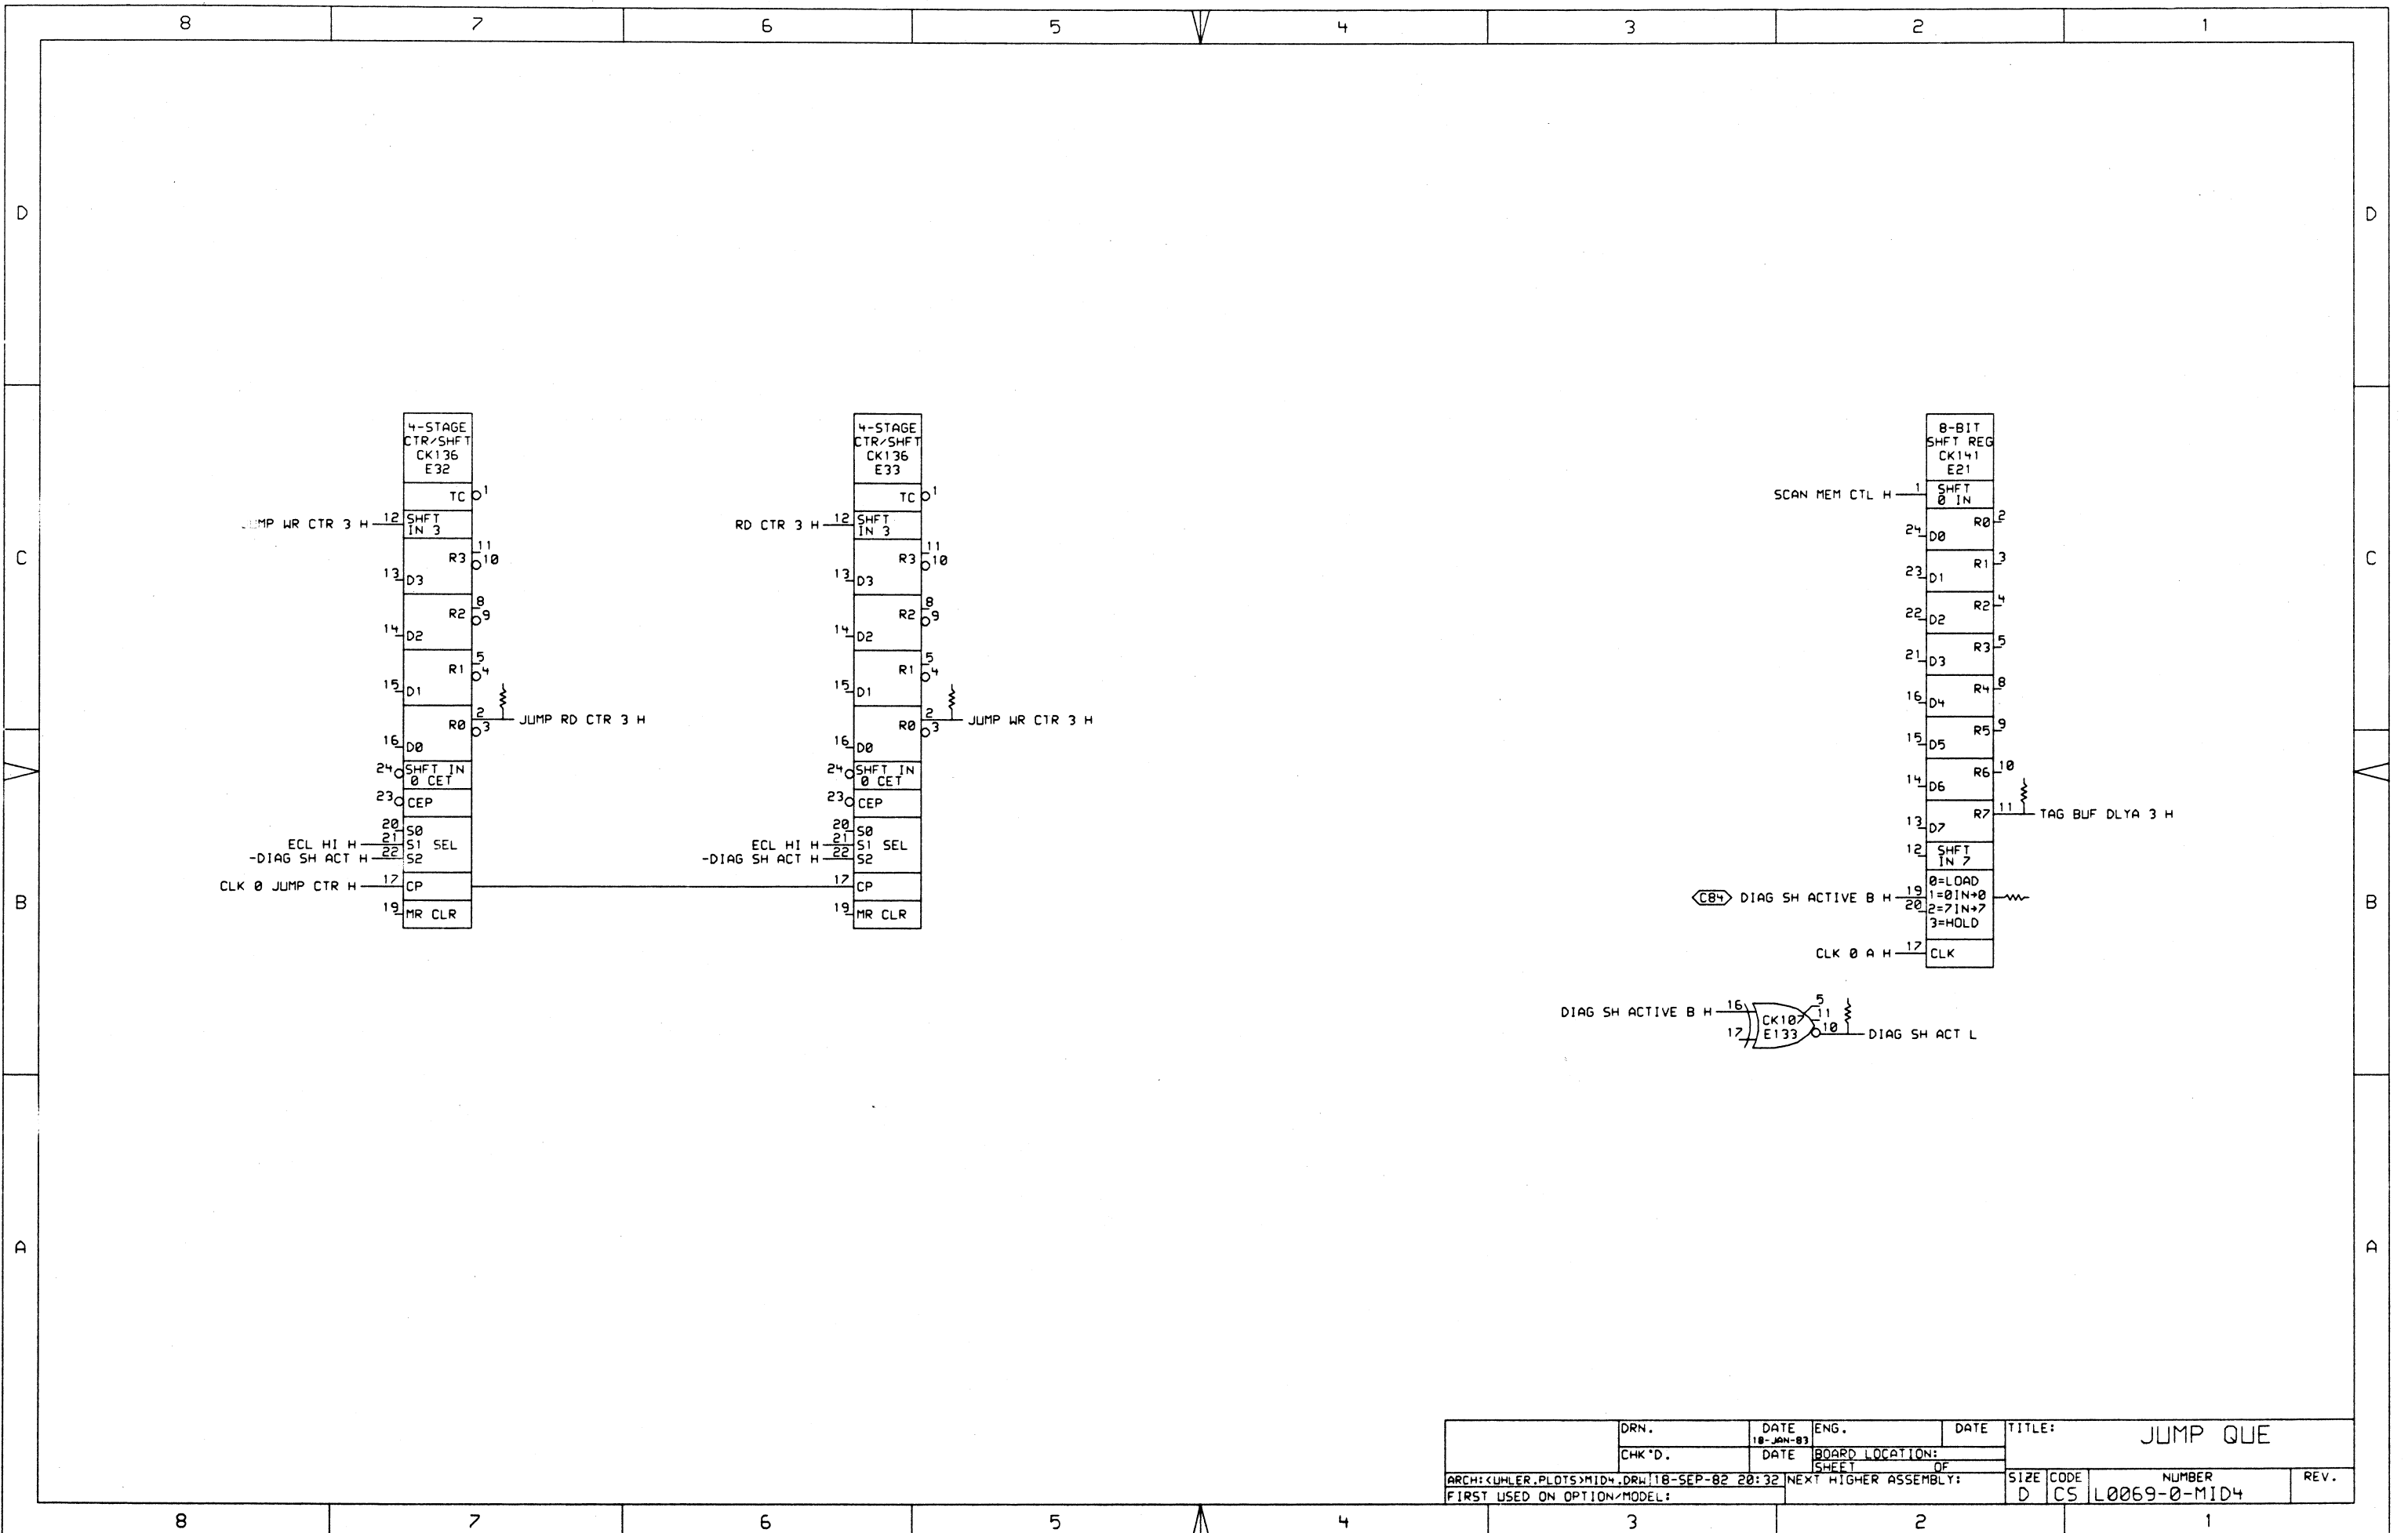 8 7 6 5 4 3 2 1
D D
C C
B B
A A
4-STAGE
CTR/SHFT
CK136
E32
TC 1
WR CTR 3 H 12 SHFT
IN 3
11
R3 10
13 D3
8
R2 9
14 D2
5
R1 4
15 D1
2
R0 3 JUMP RD CTR 3 H
16 D0
24 SHFT IN
0 CET
23 CEP
20 S0
ECL HI H 21 S1 SEL
-DIAG SH ACT H 22 S2
CLK 0 JUMP CTR H 17 CP
19 MR CLR
4-STAGE
CTR/SHFT
CK136
E33
TC 1
RD CTR 3 H 12 SHFT
IN 3
11
R3 10
13 D3
8
R2 9
14 D2
5
R1 4
15 D1
2
R0 3 JUMP WR CTR 3 H
16 D0
24 SHFT IN
0 CET
23 CEP
20 S0
ECL HI H 21 S1 SEL
-DIAG SH ACT H 22 S2
17 CP
19 MR CLR
8-BIT
SHFT REG
CK141
E21
SCAN MEM CTL H 1 SHFT
0 IN
R0 2
24 D0
R1 3
23 D1
R2 4
22 D2
R3 5
21 D3
R4 8
16 D4
R5 9
15 D5
R6 10
14 D6
R7 11 TAG BUF DLYA 3 H
13 D7
12 SHFT
IN 7
0=LOAD
C84 DIAG SH ACTIVE B H 19 1=0IN→0
20 2=7IN→7
3=HOLD
CLK 0 A H 17 CLK
DIAG SH ACTIVE B H 16 CK107 5
11
17 E133 10 DIAG SH ACT L
DRN. DATE ENG. DATE TITLE: JUMP QUE
18-JAN-83
CHK'D. DATE BOARD LOCATION:
SHEET OF
ARCH:<UHLER.PLOTS>MID4.DRW 18-SEP-82 20:32 NEXT HIGHER ASSEMBLY: SIZE CODE NUMBER REV.
FIRST USED ON OPTION/MODEL: D CS L0069-0-MID4
8 7 6 5 4 3 2 1